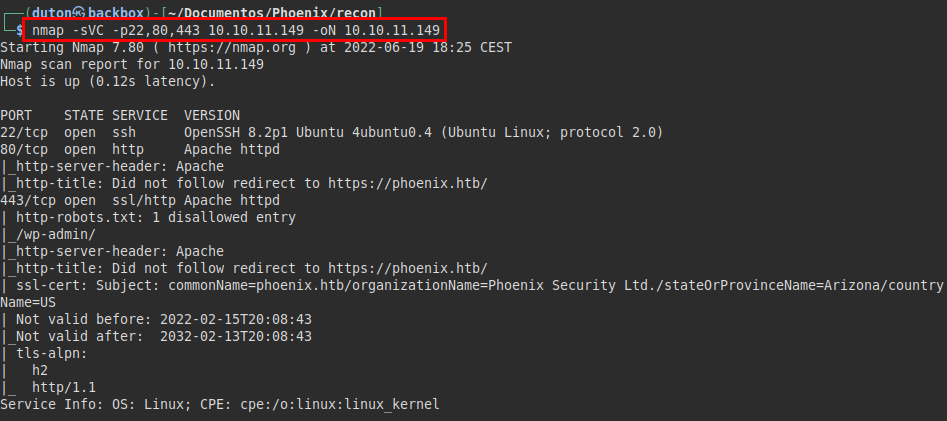 ┌──(duton㉿backbox)-[~/Documentos/Phoenix/recon]
└─$ nmap -sVC -p22,80,443 10.10.11.149 -oN 10.10.11.149
Starting Nmap 7.80 ( https://nmap.org ) at 2022-06-19 18:25 CEST
Nmap scan report for 10.10.11.149
Host is up (0.12s latency).

PORT    STATE SERVICE  VERSION
22/tcp  open  ssh      OpenSSH 8.2p1 Ubuntu 4ubuntu0.4 (Ubuntu Linux; protocol 2.0)
80/tcp  open  http     Apache httpd
|_http-server-header: Apache
|_http-title: Did not follow redirect to https://phoenix.htb/
443/tcp open  ssl/http Apache httpd
| http-robots.txt: 1 disallowed entry
|_/wp-admin/
|_http-server-header: Apache
|_http-title: Did not follow redirect to https://phoenix.htb/
| ssl-cert: Subject: commonName=phoenix.htb/organizationName=Phoenix Security Ltd./stateOrProvinceName=Arizona/country
Name=US
| Not valid before: 2022-02-15T20:08:43
|_Not valid after:  2032-02-13T20:08:43
| tls-alpn:
|   h2
|_  http/1.1
Service Info: OS: Linux; CPE: cpe:/o:linux:linux_kernel